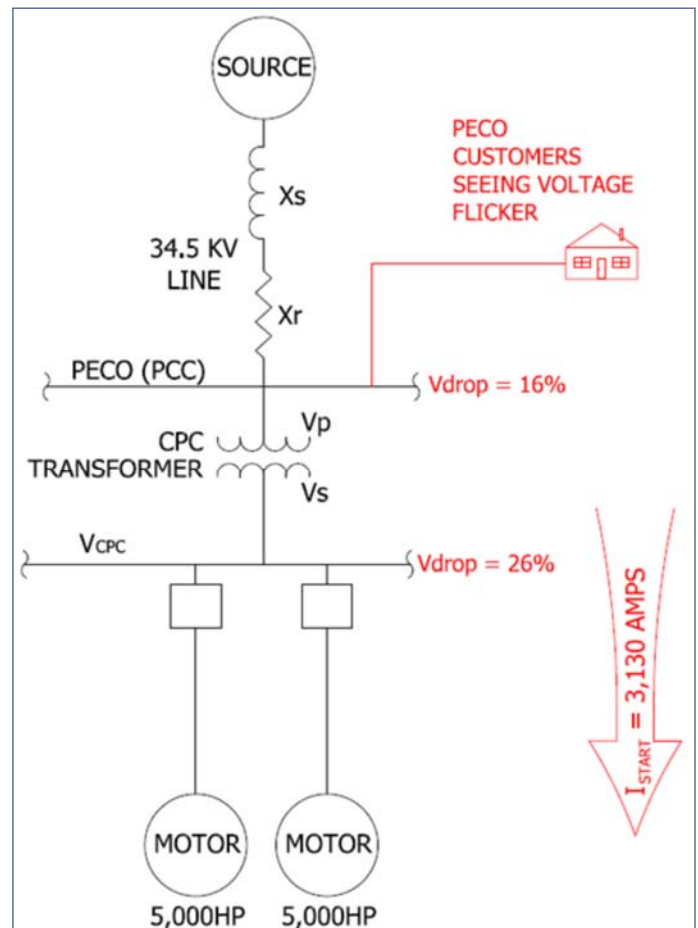 SOURCE
Xs
34.5 KV
LINE
Xr
PECO
CUSTOMERS
SEEING VOLTAGE
FLICKER
PECO (PCC)
Vdrop = 16%
Vp
CPC
TRANSFORMER
Vs
VCPC
Vdrop = 26%
ISTART = 3,130 AMPS
MOTOR
MOTOR
5,000HP
5,000HP